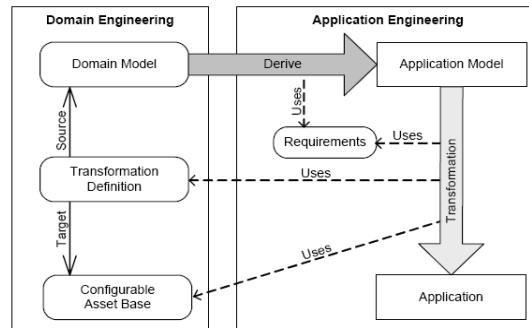 Domain Engineering
Application Engineering
Domain Model
Derive
Application Model
Uses
Source
Requirements
Uses
Transformation
Definition
Uses
Transformation
Target
Uses
Configurable
Asset Base
Application